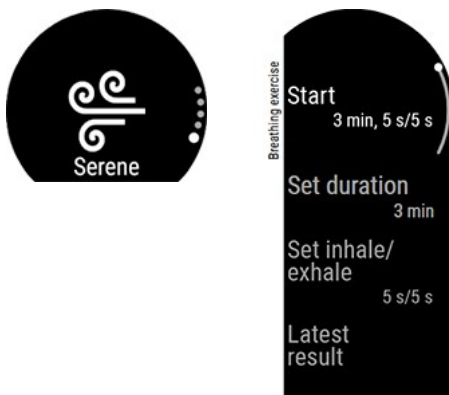 Serene
Breathing exercise
Start
3 min, 5 s/5 s
Set duration
3 min
Set inhale/
exhale
5 s/5 s
Latest
result